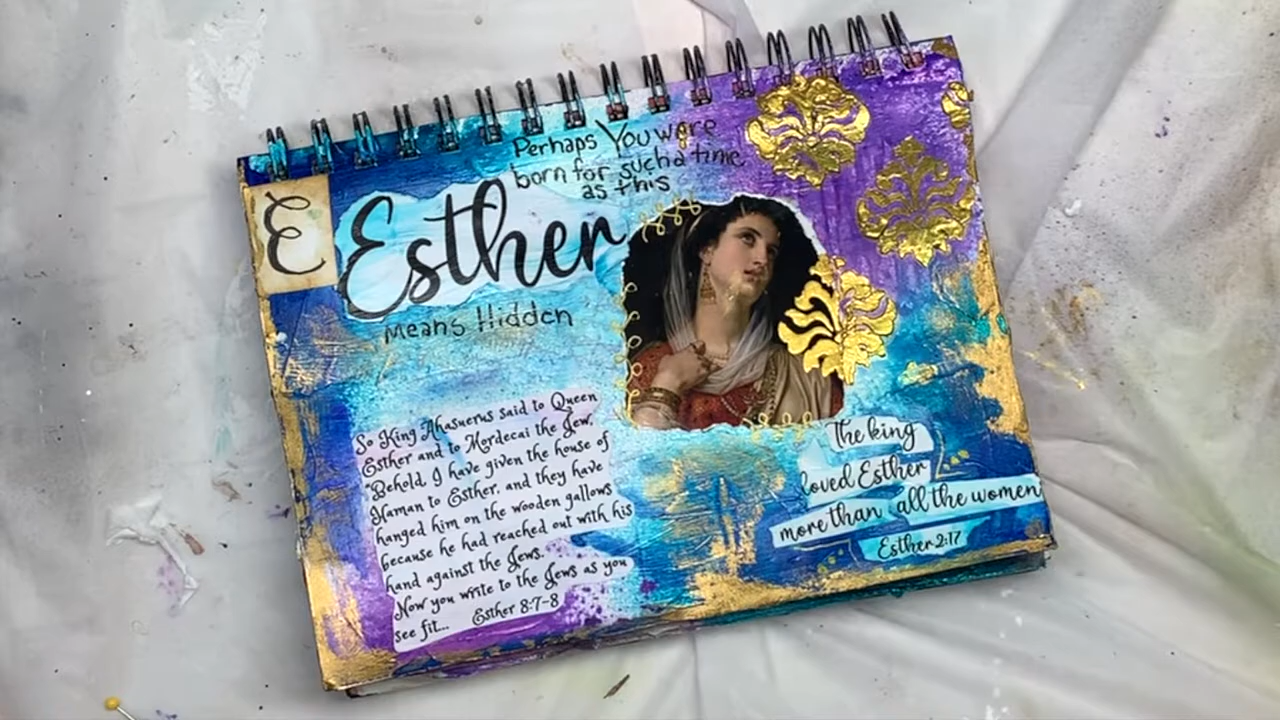 Perhaps You were
born for such a time
as this
E
Esther
means Hidden
So King Ahasuerus said to Queen
Esther and to Mordecai the Jew,
"Behold, I have given the house of
Haman to Esther, and they have
hanged him on the wooden gallows
because he had reached out with his
hand against the Jews.
Now you write to the Jews as you
see fit... Esther 8:7-8
The king
loved Esther
more than all the women
Esther 2:17